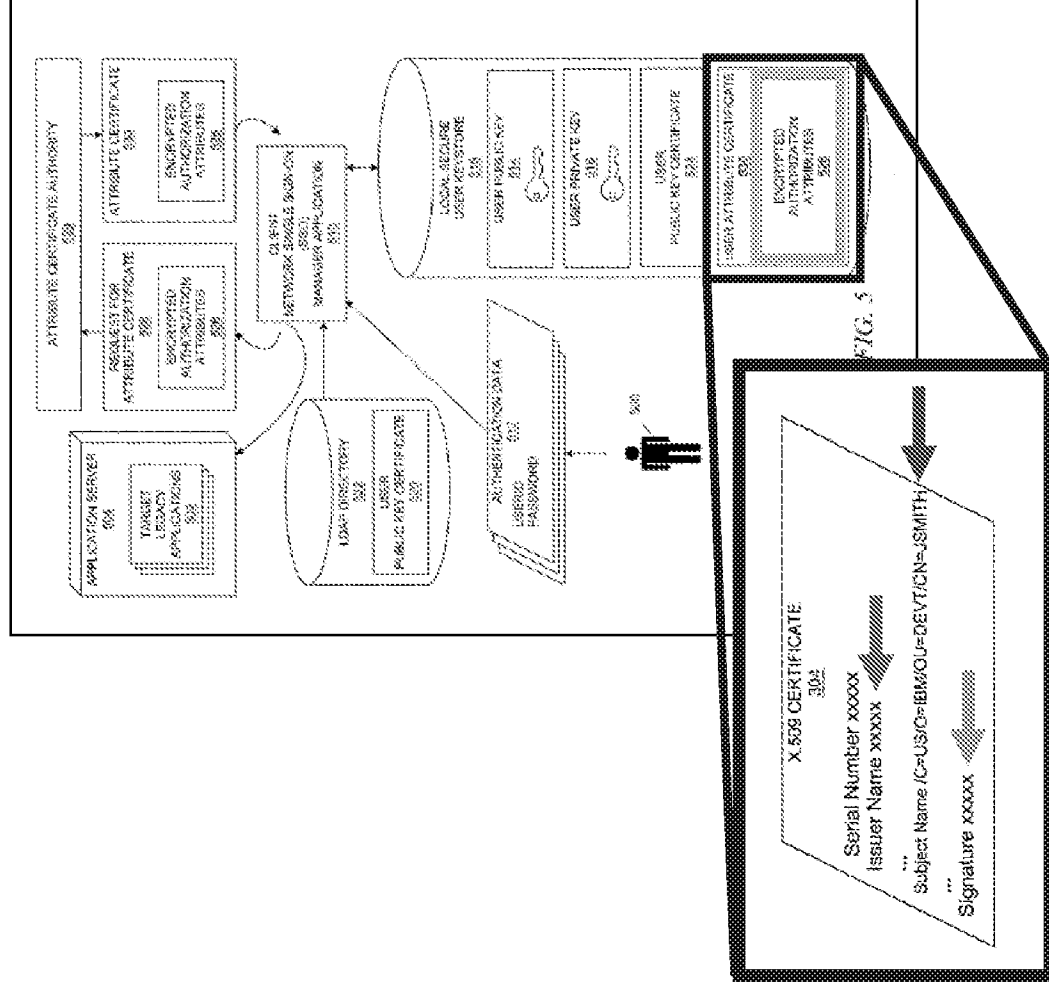 ATTRIBUTE CERTIFICATE AUTHORITY
APPLICATION SERVER
TARGET
LEGACY
APPLICATIONS
REQUEST FOR
ATTRIBUTE CERTIFICATE
ENCRYPTED
AUTHORIZATION
ATTRIBUTES
ATTRIBUTE CERTIFICATE
ENCRYPTED
AUTHORIZATION
ATTRIBUTES
CLIENT
NETWORK SINGLE SIGN-ON
(SSO)
MANAGER APPLICATION
LDAP DIRECTORY
USER
PUBLIC KEY CERTIFICATE
AUTHENTICATION DATA
USERID
PASSWORD
LOCAL SECURE
USER KEYSTORE
USER PUBLIC KEY
USER PRIVATE KEY
USER
PUBLIC KEY CERTIFICATE
USER ATTRIBUTE CERTIFICATE
ENCRYPTED
AUTHORIZATION
ATTRIBUTES
FIG. 5
X.509 CERTIFICATE
304
Serial Number xxxxx
Issuer Name xxxxx
...
Subject Name /C=US/O=IBM/OU=DEVT/CN=JSMITH
...
Signature xxxxx